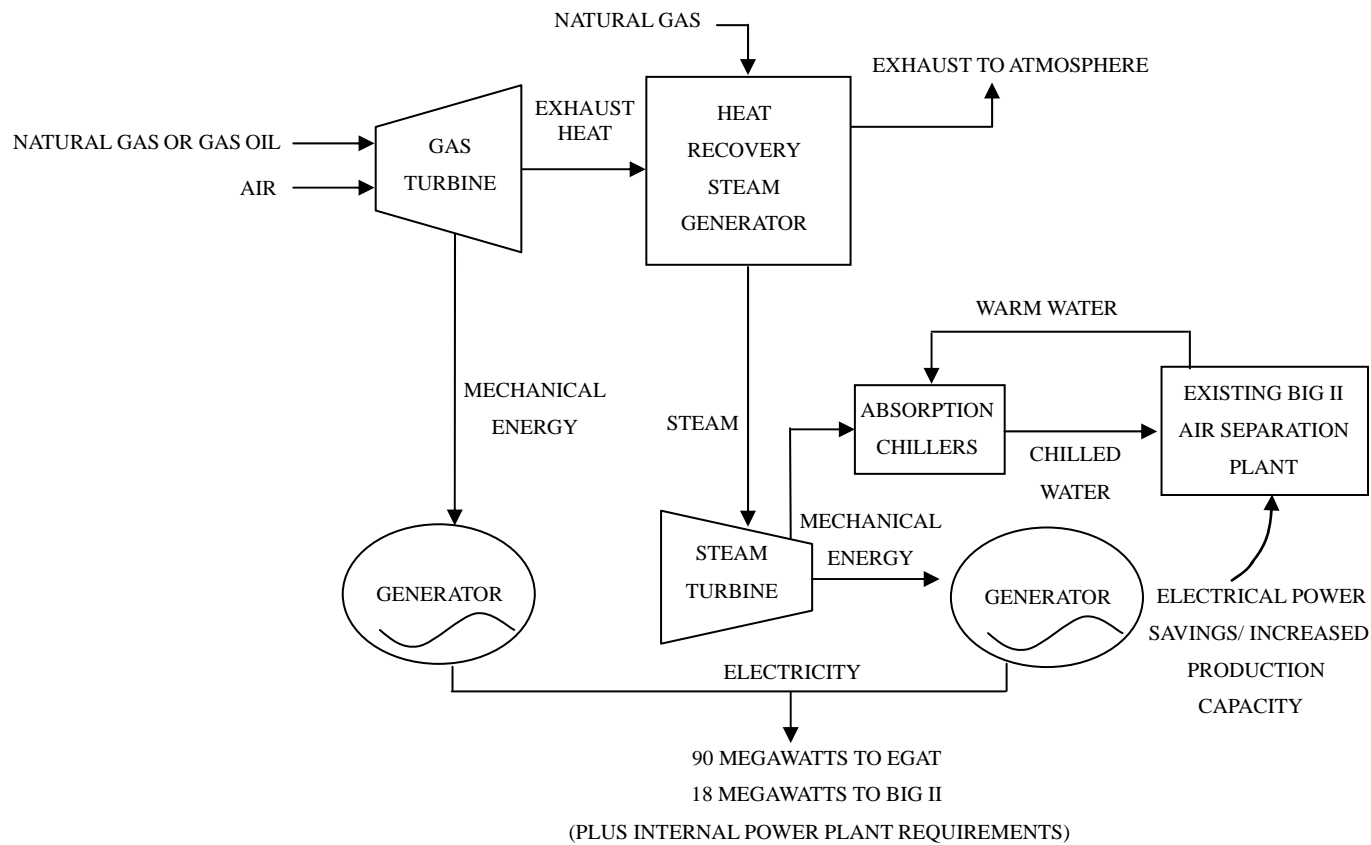 NATURAL GAS
EXHAUST TO ATMOSPHERE
EXHAUST
HEAT
HEAT
RECOVERY
STEAM
GENERATOR
NATURAL GAS OR GAS OIL
AIR
GAS
TURBINE
WARM WATER
MECHANICAL
ENERGY
STEAM
ABSORPTION
CHILLERS
CHILLED
WATER
EXISTING BIG II
AIR SEPARATION
PLANT
STEAM
TURBINE
MECHANICAL
ENERGY
GENERATOR
GENERATOR
ELECTRICAL POWER
SAVINGS/ INCREASED
PRODUCTION
CAPACITY
ELECTRICITY
90 MEGAWATTS TO EGAT
18 MEGAWATTS TO BIG II
(PLUS INTERNAL POWER PLANT REQUIREMENTS)